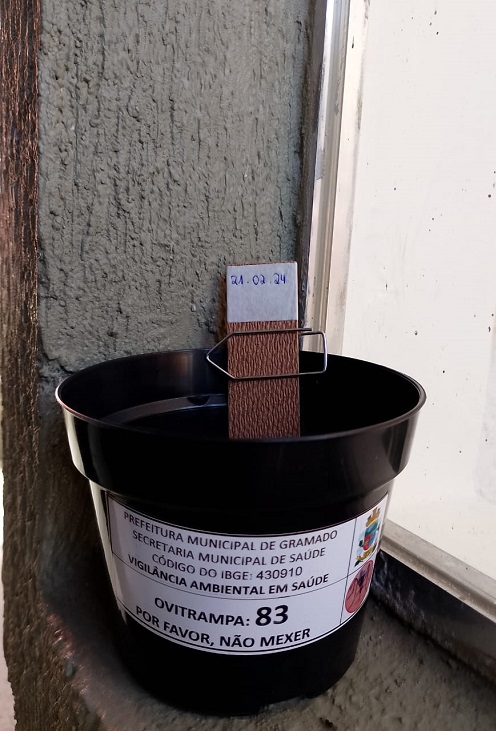 21.02.24
PREFEITURA MUNICIPAL DE GRAMADO
SECRETARIA MUNICIPAL DE SAÚDE
CÓDIGO DO IBGE: 430910
VIGILÂNCIA AMBIENTAL EM SAÚDE
OVITRAMPA: 83
POR FAVOR, NÃO MEXER